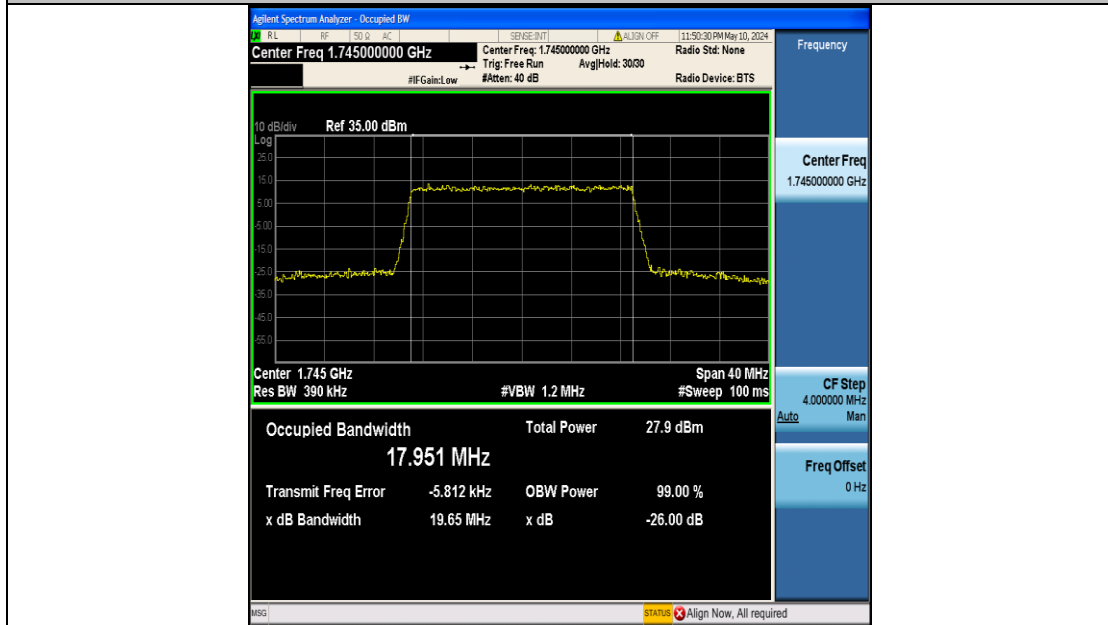 Agilent Spectrum Analyzer - Occupied BW
RL RF 50 Ω AC SENSE:INT ALIGN OFF 11:50:30 PM May 10, 2024
Center Freq 1.745000000 GHz
Center Freq: 1.745000000 GHz
Radio Std: None
Trig: Free Run Avg|Hold: 30/30
#IFGain:Low
#Atten: 40 dB
Radio Device: BTS
Frequency
10 dB/div Ref 35.00 dBm
Log
25.0
15.0
5.00
-5.00
-15.0
-25.0
-35.0
-45.0
-55.0
Center 1.745 GHz Span 40 MHz
Res BW 390 kHz #VBW 1.2 MHz #Sweep 100 ms
Center Freq
1.745000000 GHz
CF Step
4.000000 MHz
Auto Man
Freq Offset
0 Hz
Occupied Bandwidth Total Power 27.9 dBm
17.951 MHz
Transmit Freq Error -5.812 kHz OBW Power 99.00 %
x dB Bandwidth 19.65 MHz x dB -26.00 dB
MSG STATUS Align Now, All required